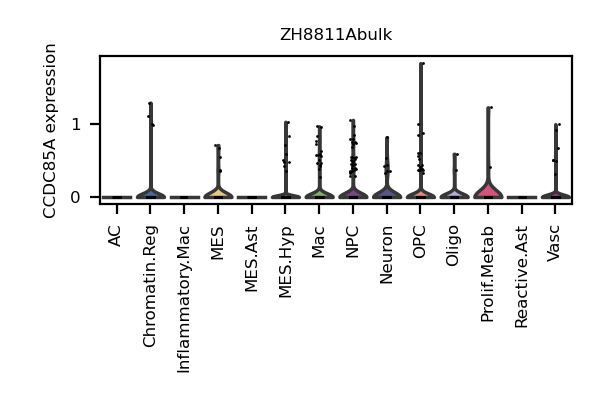 ZH8811Abulk
CCDC85A expression
1
0
AC
Chromatin.Reg
Inflammatory.Mac
MES
MES.Ast
MES.Hyp
Mac
NPC
Neuron
OPC
Oligo
Prolif.Metab
Reactive.Ast
Vasc